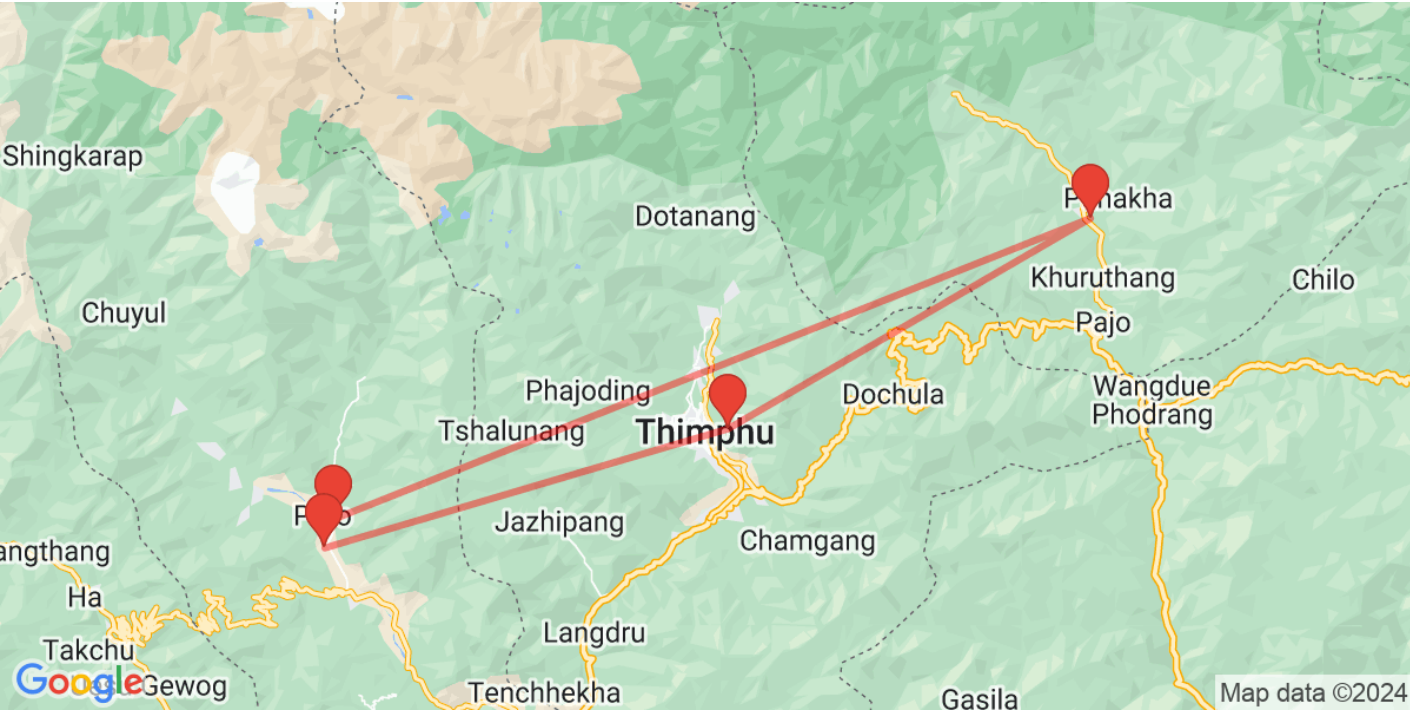 Shingkarap
Dotanang
Khuruthang
Chilo
Chuyul
Pajo
Phajoding
Dochula
Wangdue
Phodrang
Tshalunang
Thimphu
Jazhipang
Chamgang
angthang
Ha
Langdru
Takchu
Google
Gewog
Tenchhekha
Gasila
Map data ©2024